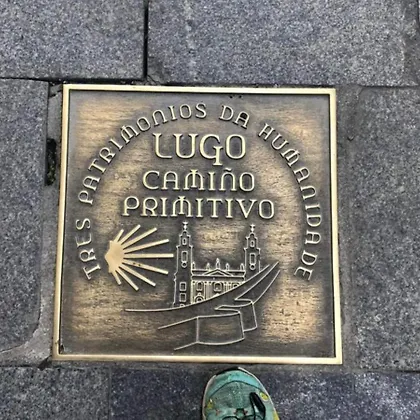 TRES PATRIMONIOS DA HUMANIDADE
LUGO
CAMIÑO
PRIMITIVO